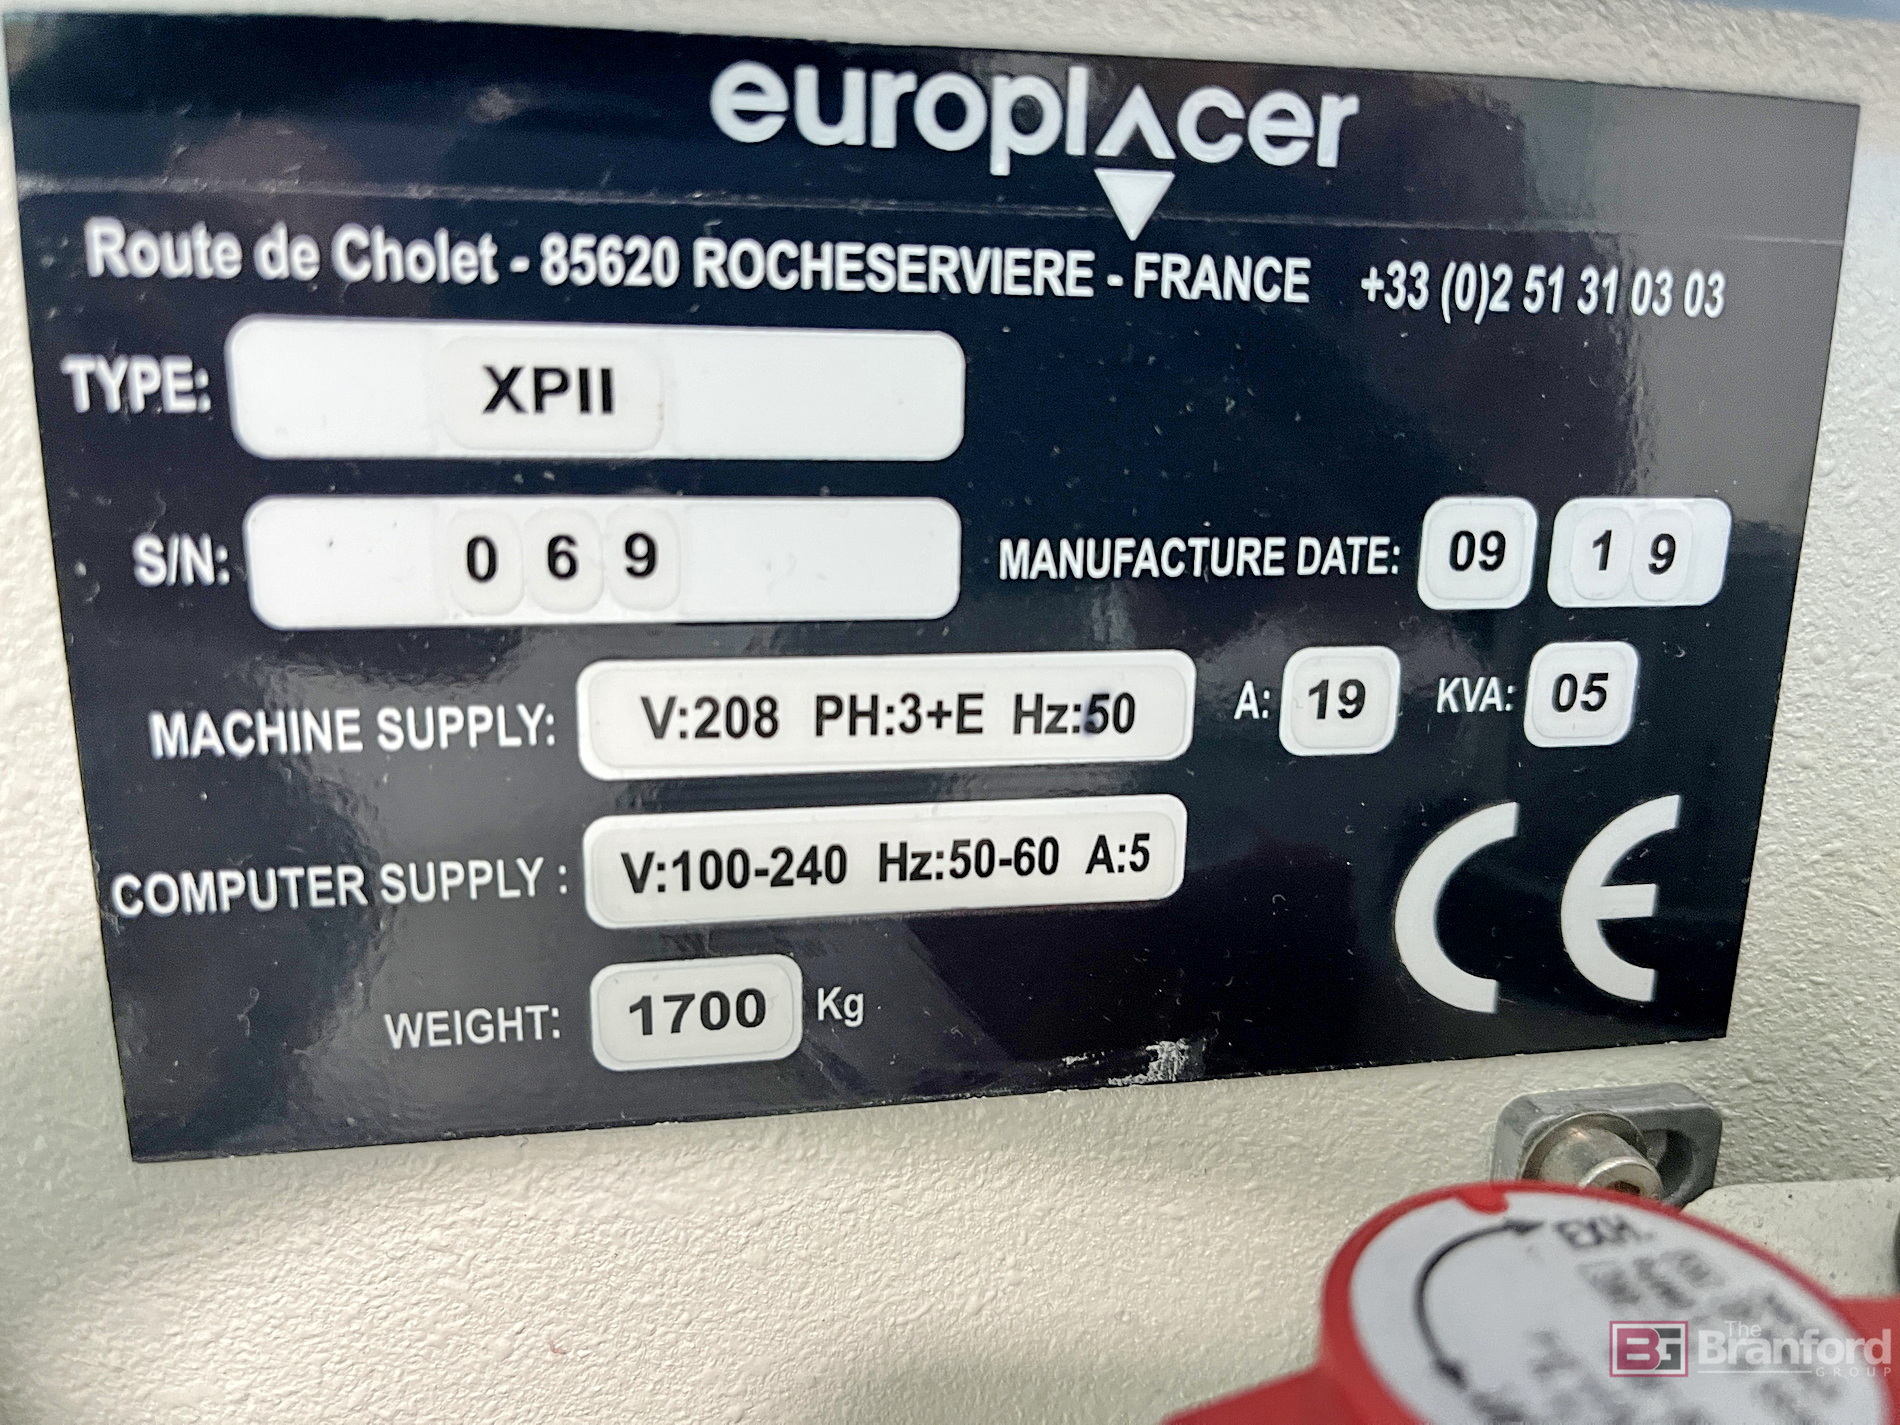 europlacer
Route de Cholet - 85620 ROCHESERVIERE - FRANCE +33 (0)2 51 31 03 03
TYPE: XPII
S/N: 0 6 9 MANUFACTURE DATE: 09 1 9
MACHINE SUPPLY: V:208 PH:3+E Hz:50 A: 19 KVA: 05
COMPUTER SUPPLY : V:100-240 Hz:50-60 A:5
CE
WEIGHT: 1700 Kg
EXH.
BG The Branford GROUP